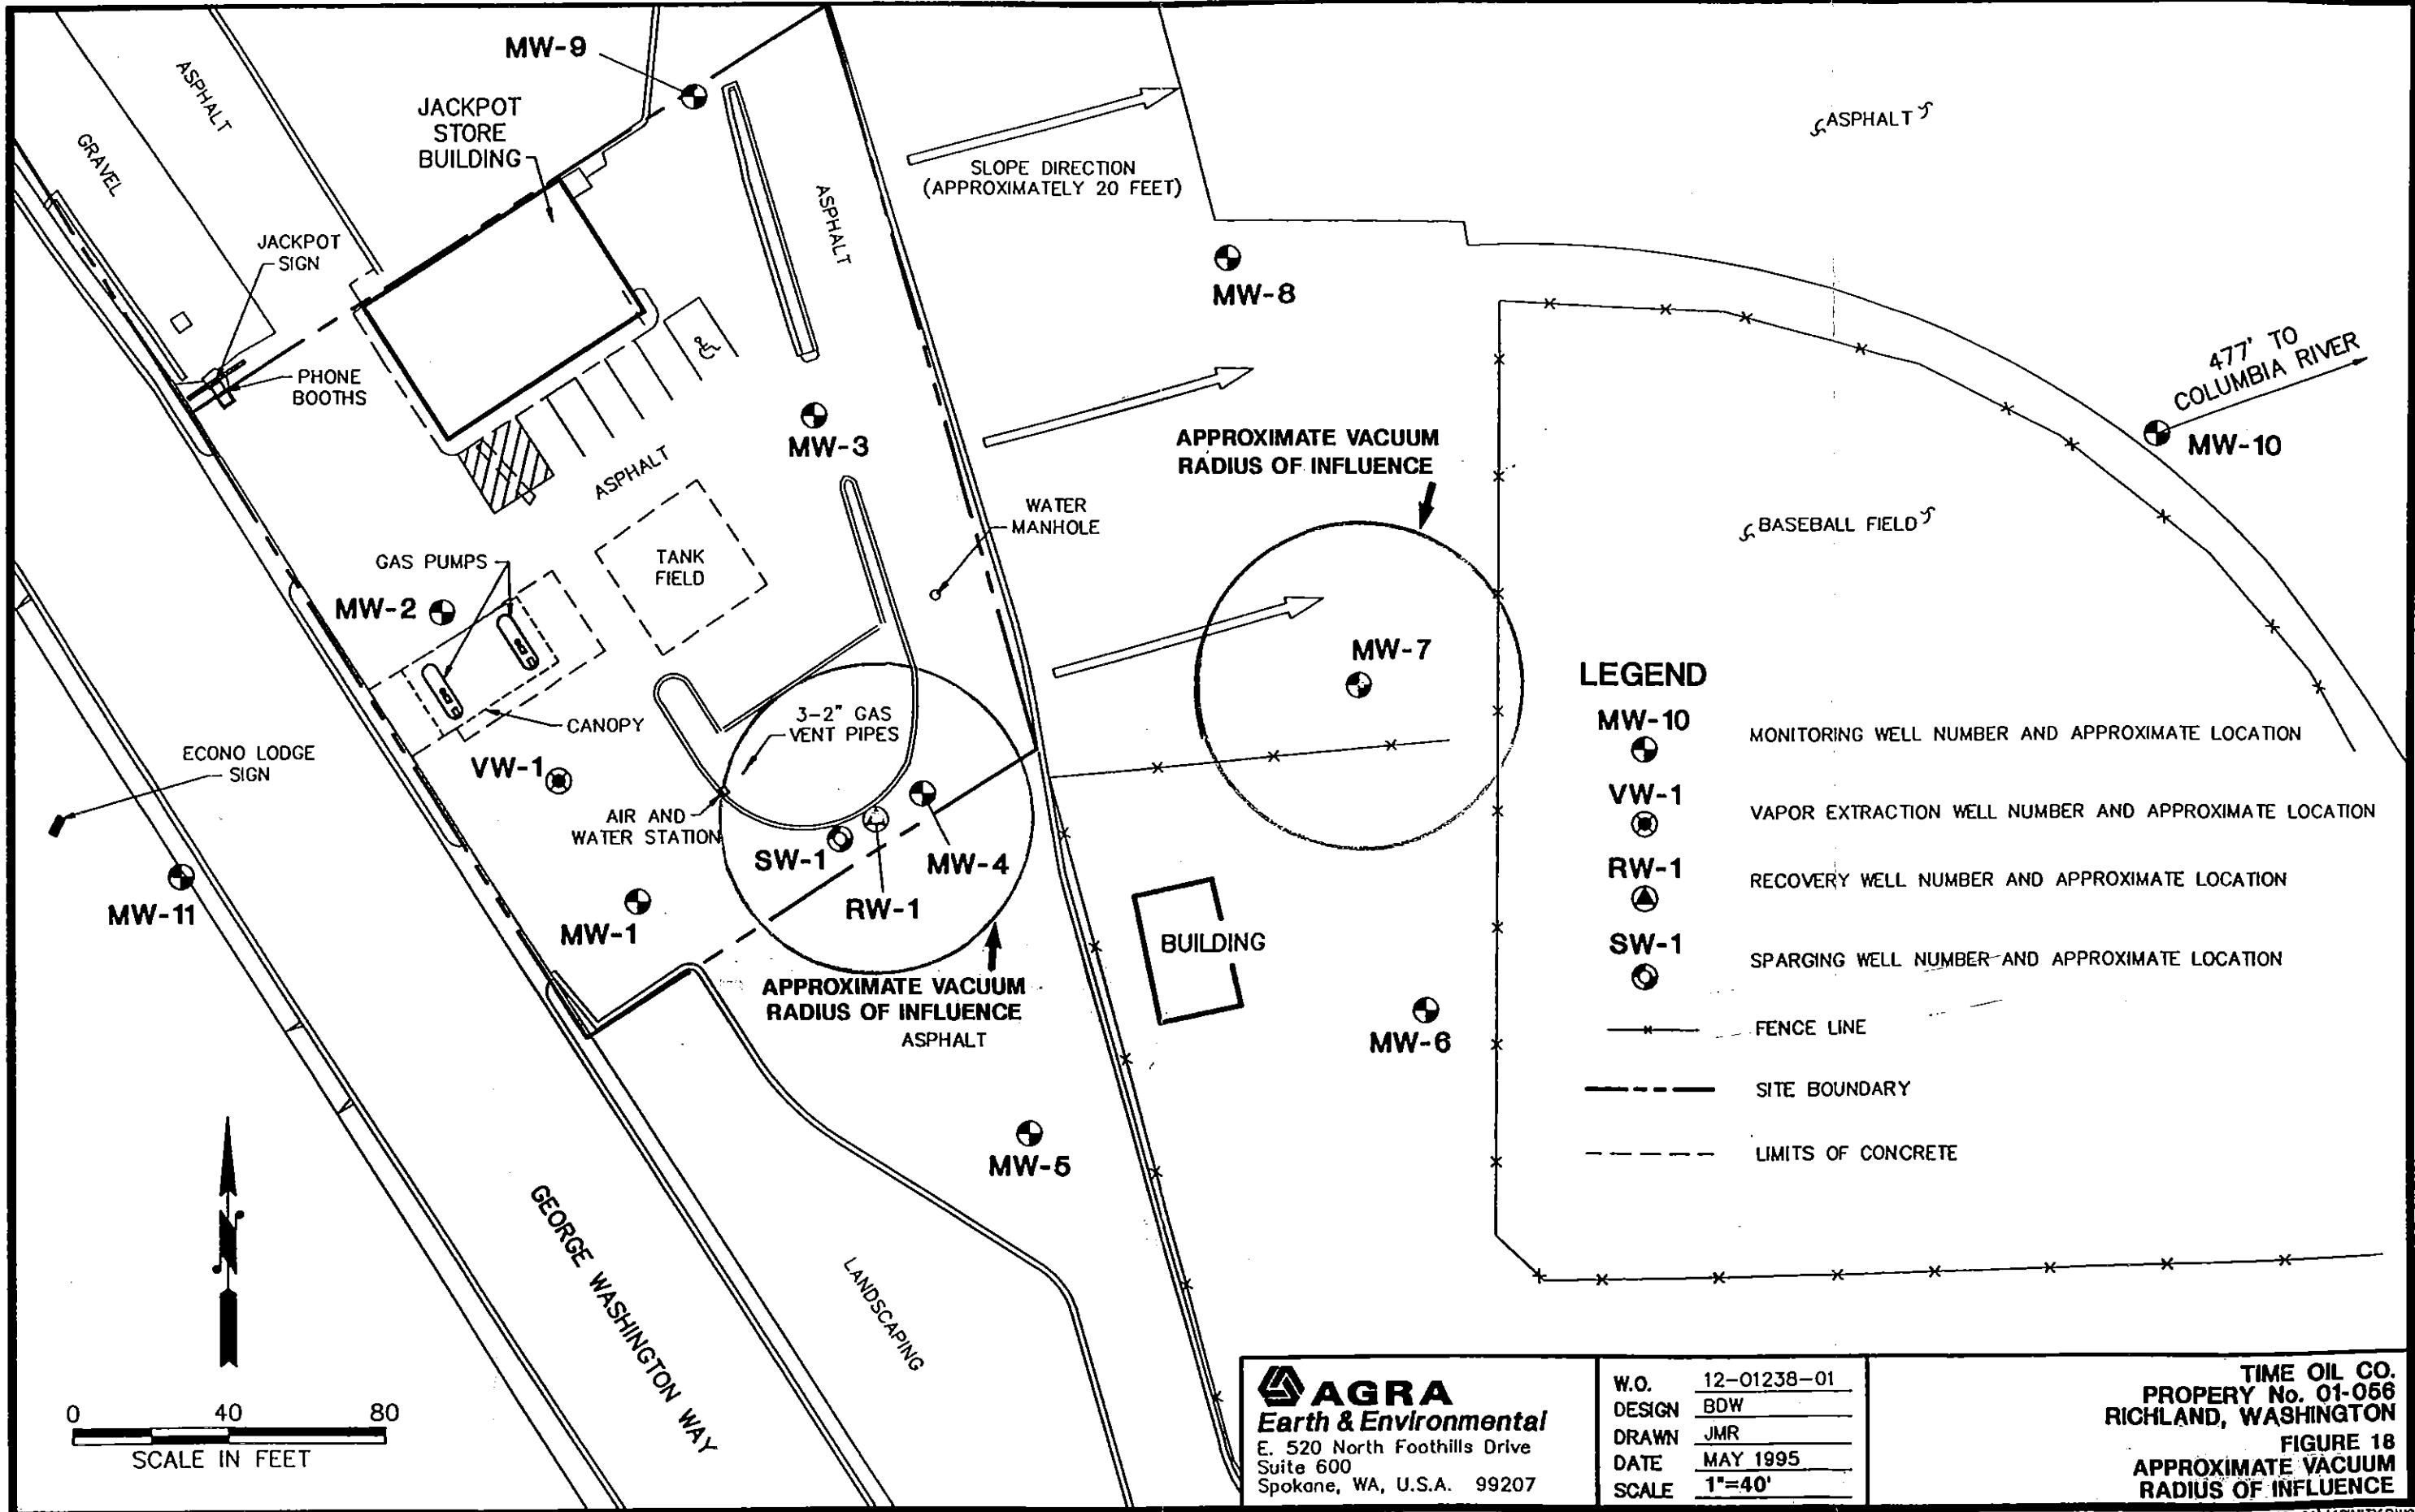 MW-9
JACKPOT
STORE
BUILDING
ASPHALT
GRAVEL
JACKPOT
SIGN
PHONE
BOOTHS
ASPHALT
SLOPE DIRECTION
(APPROXIMATELY 20 FEET)
ASPHALT
MW-8
477' TO
COLUMBIA RIVER
MW-10
MW-3
ASPHALT
APPROXIMATE VACUUM
RADIUS OF INFLUENCE
WATER
MANHOLE
BASEBALL FIELD
GAS PUMPS
TANK
FIELD
MW-2
MW-7
3-2" GAS
VENT PIPES
CANOPY
ECONO LODGE
SIGN
VW-1
AIR AND
WATER STATION
SW-1
MW-4
RW-1
MW-11
MW-1
BUILDING
APPROXIMATE VACUUM
RADIUS OF INFLUENCE
ASPHALT
MW-6
MW-5
GEORGE WASHINGTON WAY
LANDSCAPING
LEGEND
MW-10
MONITORING WELL NUMBER AND APPROXIMATE LOCATION
VW-1
VAPOR EXTRACTION WELL NUMBER AND APPROXIMATE LOCATION
RW-1
RECOVERY WELL NUMBER AND APPROXIMATE LOCATION
SW-1
SPARGING WELL NUMBER AND APPROXIMATE LOCATION
FENCE LINE
SITE BOUNDARY
LIMITS OF CONCRETE
N
0 40 80
SCALE IN FEET
AGRA
Earth & Environmental
E. 520 North Foothills Drive
Suite 600
Spokane, WA, U.S.A. 99207
W.O. 12-01238-01
DESIGN BDW
DRAWN JMR
DATE MAY 1995
SCALE 1"=40'
TIME OIL CO.
PROPERY No. 01-056
RICHLAND, WASHINGTON
FIGURE 18
APPROXIMATE VACUUM
RADIUS OF INFLUENCE